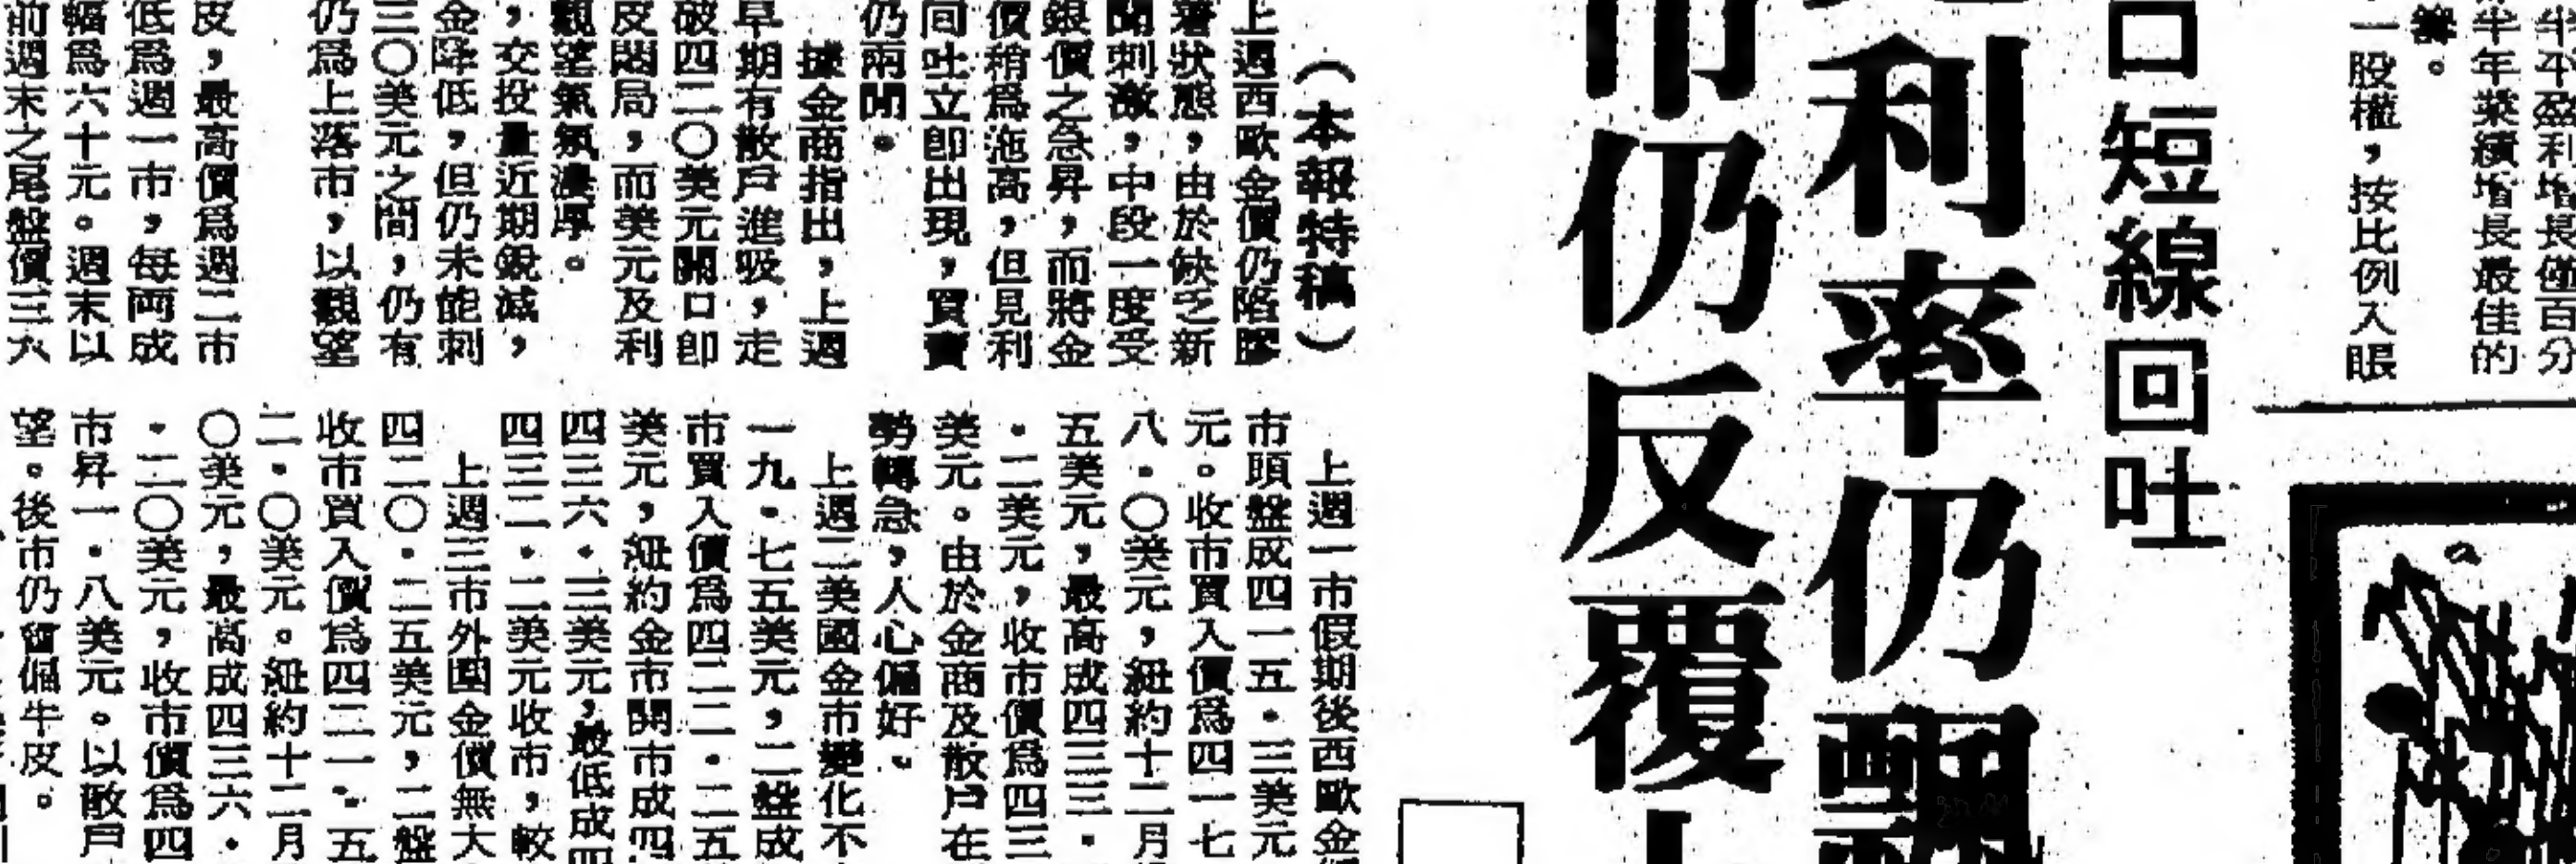 半年盈利增長僅百分
半年業績增長最佳的
一股權，按比例入眼
口短線回吐
利率仍飄
市仍反覆
（本報特稿）
上週西歐金價仍陷膠
著狀態，由於缺乏新
聞刺激，中段一度受
銀價之急昇，而將金
價稍爲拖高，但見利
回吐立即出現，買賣
仍兩閒。
據金商指出，上週
早期有散戶進吸，走
破四二〇美元關口即
反悶局，而美元及利
觀望氣氛濃厚。
，交投量近期銳減，
金降低，但仍未能刺
三〇美元之間，仍有
仍爲上落市，以觀望
皮，最高價爲週二市
低爲週一市，每両成
幅爲六十元。週末以
前週末之尾盤價三六
上週一市假期後西歐金
市頭盤成四一五．三美元
元。收市買入價爲四一七
八．〇美元，紐約十二月
五美元，最高成四三三．
．二美元，收市價爲四三
美元。由於金商及散戶在
勢轉急，人心偏好。
上週二美國金市變化不
一九．七五美元，二盤成
市買入價爲四二二．二五
美元，紐約金市開市成四
四三六．三美元，最低成四
四三二．二美元收市，較
上週三市外圍金價無大
四二〇．二五美元，二盤
收市買入價爲四二一．五
二．〇美元。紐約十二月
〇美元，最高成四三六．
．二〇美元，收市價爲四
市昇一．八美元。以散戶
望。後市仍會偏牛皮。